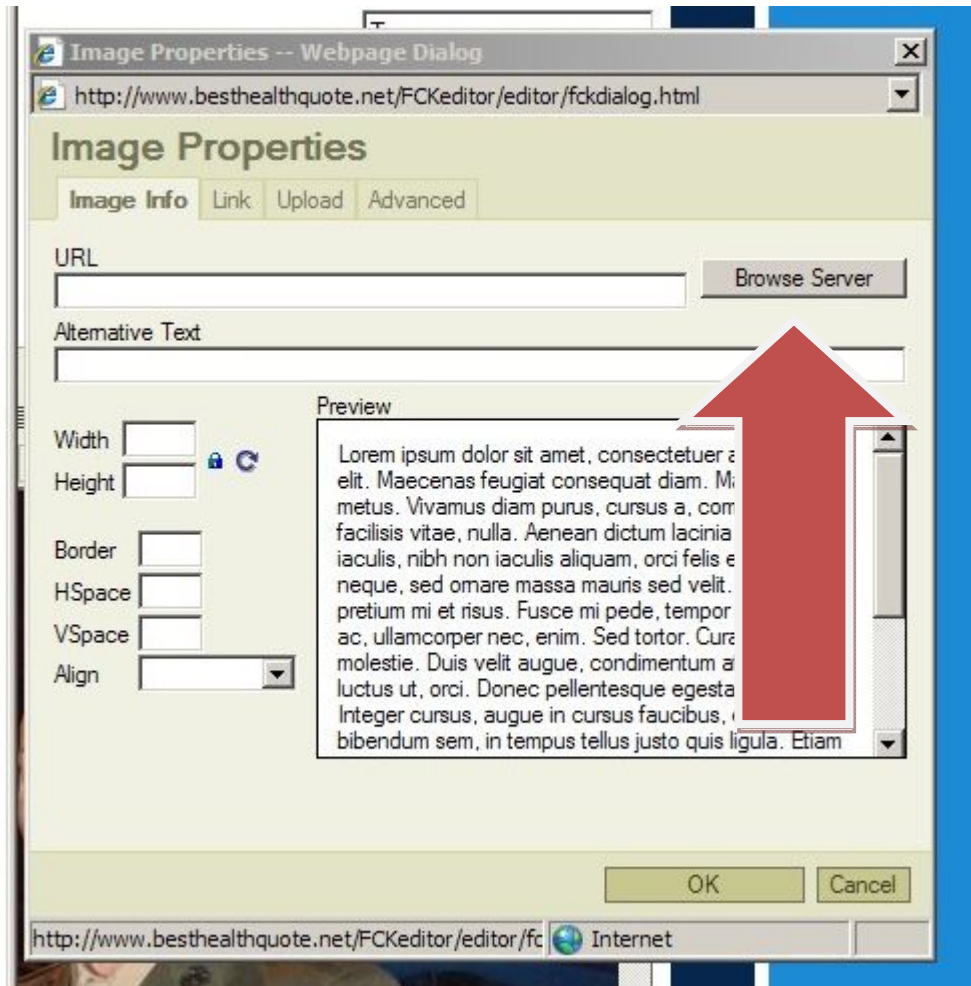 Image Properties -- Webpage Dialog
http://www.besthealthquote.net/FCKeditor/editor/fckdialog.html
Image Properties
Image Info Link Upload Advanced
URL
Browse Server
Alternative Text
Preview
Width
Height
Border
HSpace
VSpace
Align
Lorem ipsum dolor sit amet, consectetuer
elit. Maecenas feugiat consequat diam.
metus. Vivamus diam purus, cursus a,
facilisis vitae, nulla. Aenean dictum lacinia
iaculis, nibh non iaculis aliquam, orci felis
neque, sed ornare massa mauris sed velit.
pretium mi et risus. Fusce mi pede, tempor
ac, ullamcorper nec, enim. Sed tortor.
molestie. Duis velit augue, condimentum
luctus ut, orci. Donec pellentesque
Integer cursus, augue in cursus faucibus,
bibendum sem, in tempus tellus justo quis ligula. Etiam
OK Cancel
http://www.besthealthquote.net/FCKeditor/editor/fc Internet